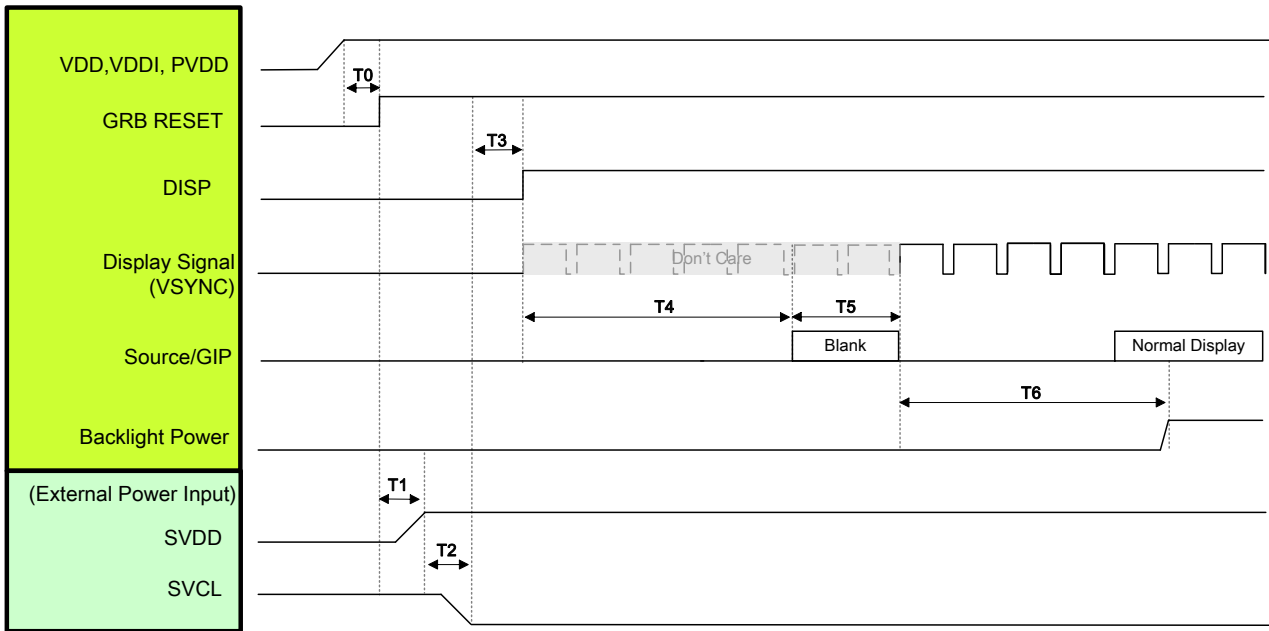 VDD,VDDI, PVDD
T0
GRB RESET
T3
DISP
Display Signal
(VSYNC)
Don't Care
T4
T5
Source/GIP
Blank
Normal Display
T6
Backlight Power
(External Power Input)
T1
SVDD
T2
SVCL